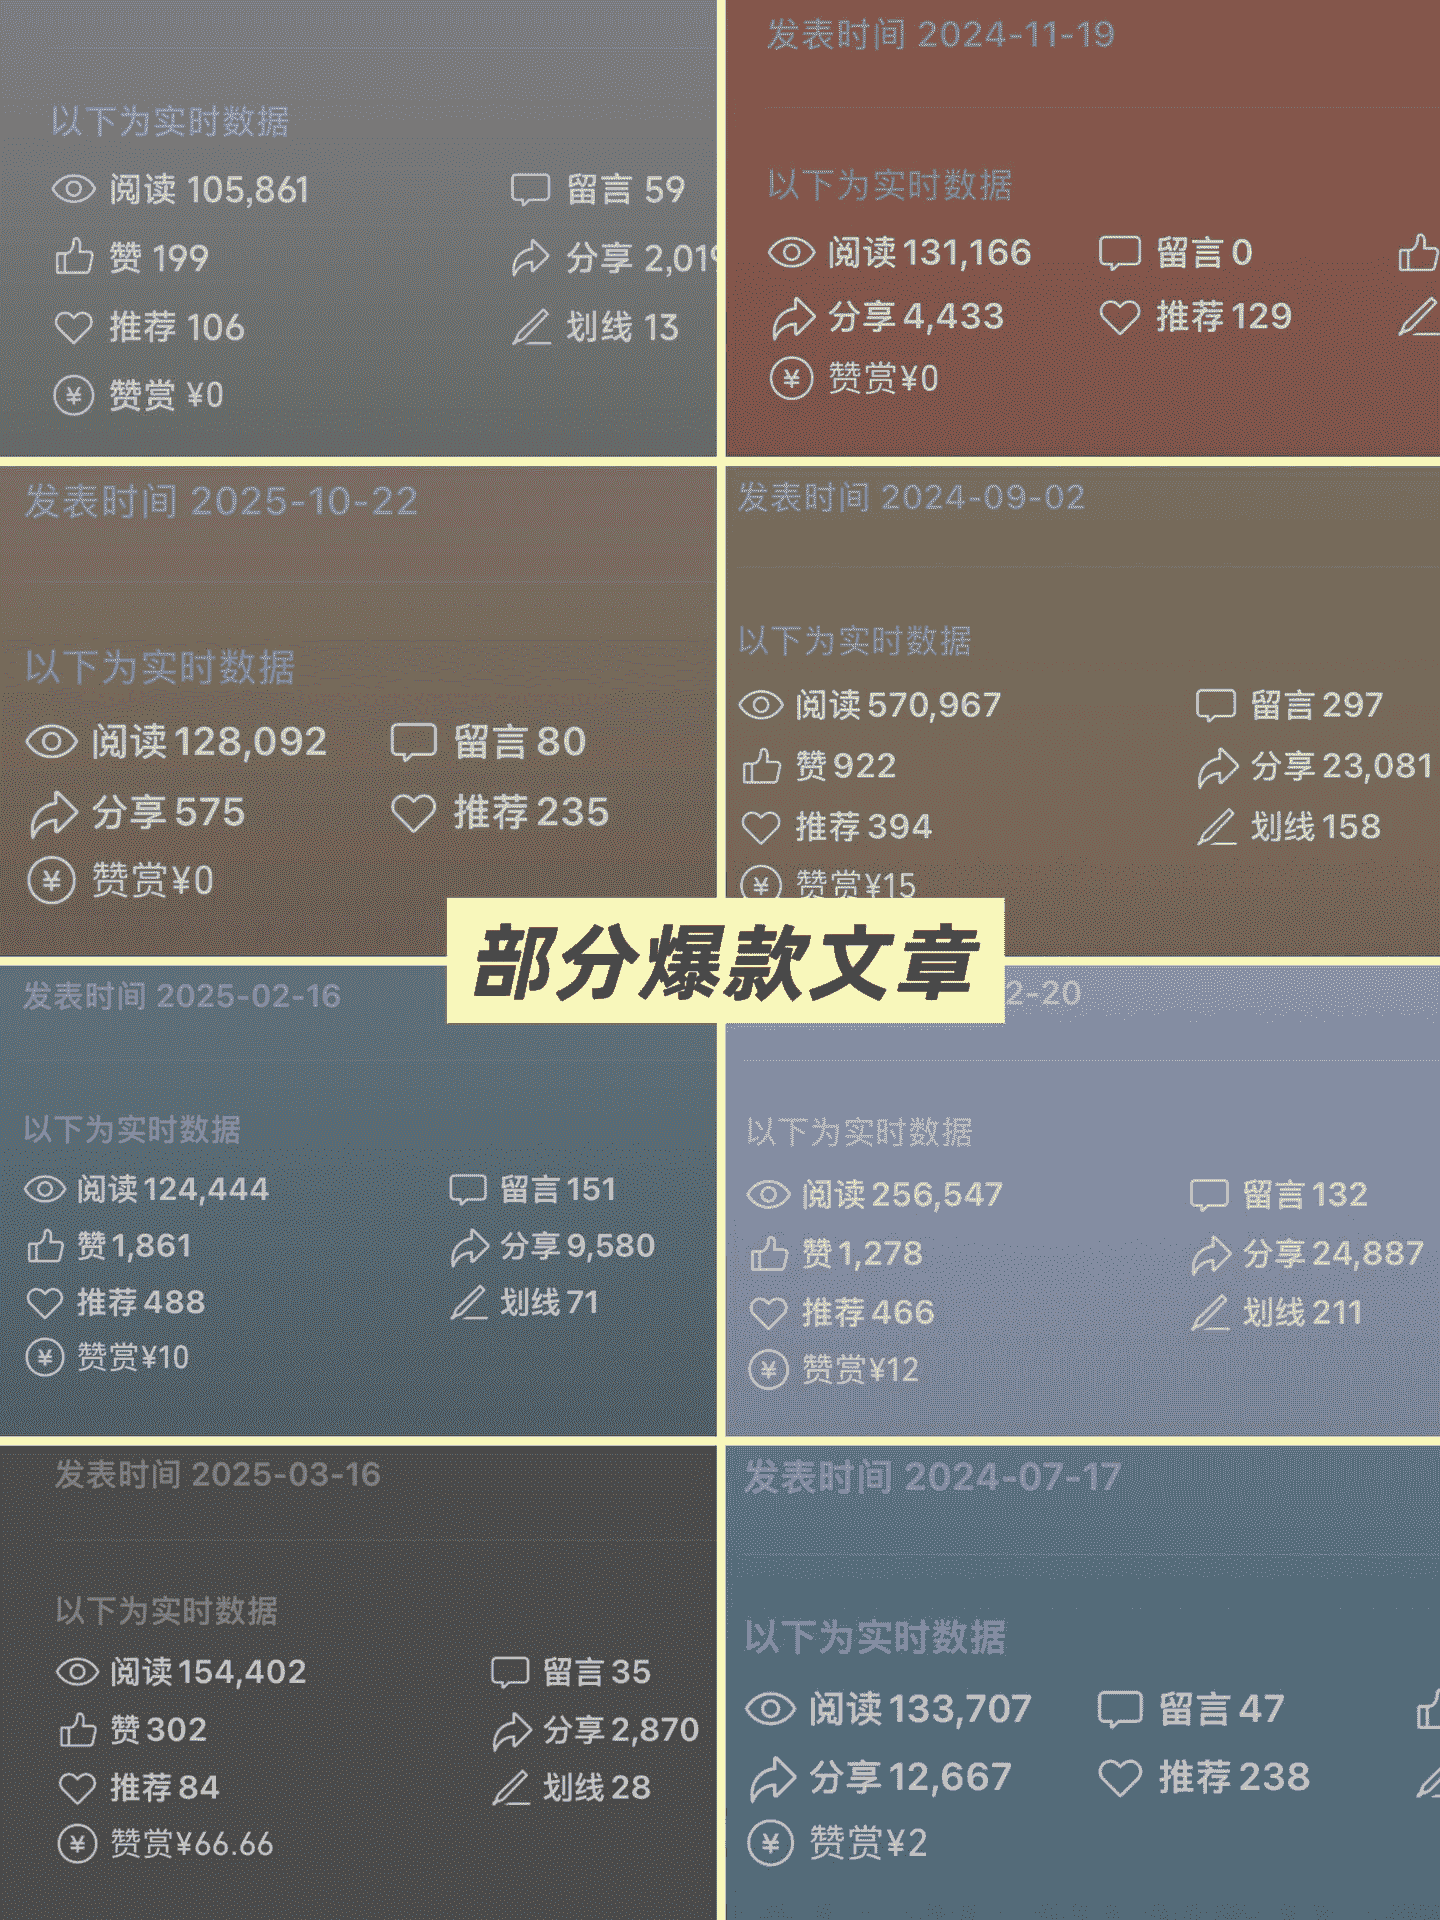 以下为实时数据
阅读 105,861 留言 59
赞 199 分享 2,019
推荐 106 划线 13
赞赏 ¥0
发表时间 2024-11-19
以下为实时数据
阅读 131,166 留言 0
分享 4,433 推荐 129
赞赏 ¥0
发表时间 2025-10-22
以下为实时数据
阅读 128,092 留言 80
分享 575 推荐 235
赞赏 ¥0
发表时间 2024-09-02
以下为实时数据
阅读 570,967 留言 297
赞 922 分享 23,081
推荐 394 划线 158
赞赏 ¥15
部分爆款文章
发表时间 2025-02-16
以下为实时数据
阅读 124,444 留言 151
赞 1,861 分享 9,580
推荐 488 划线 71
赞赏 ¥10
2-20
以下为实时数据
阅读 256,547 留言 132
赞 1,278 分享 24,887
推荐 466 划线 211
赞赏 ¥12
发表时间 2025-03-16
以下为实时数据
阅读 154,402 留言 35
赞 302 分享 2,870
推荐 84 划线 28
赞赏 ¥66.66
发表时间 2024-07-17
以下为实时数据
阅读 133,707 留言 47
分享 12,667 推荐 238
赞赏 ¥2